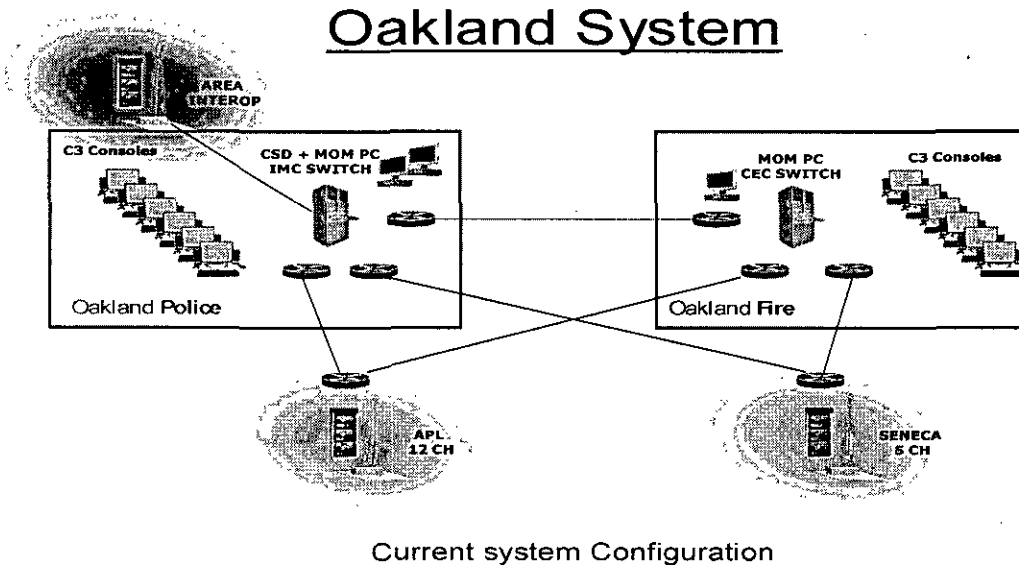 Oakland System
AREA
INTEROP
C3 Consoles
CSD + MOM PC
IMC SWITCH
Oakland Police
MOM PC
CEC SWITCH
C3 Consoles
Oakland Fire
APL
12 CH
SENECA
6 CH
Current system Configuration